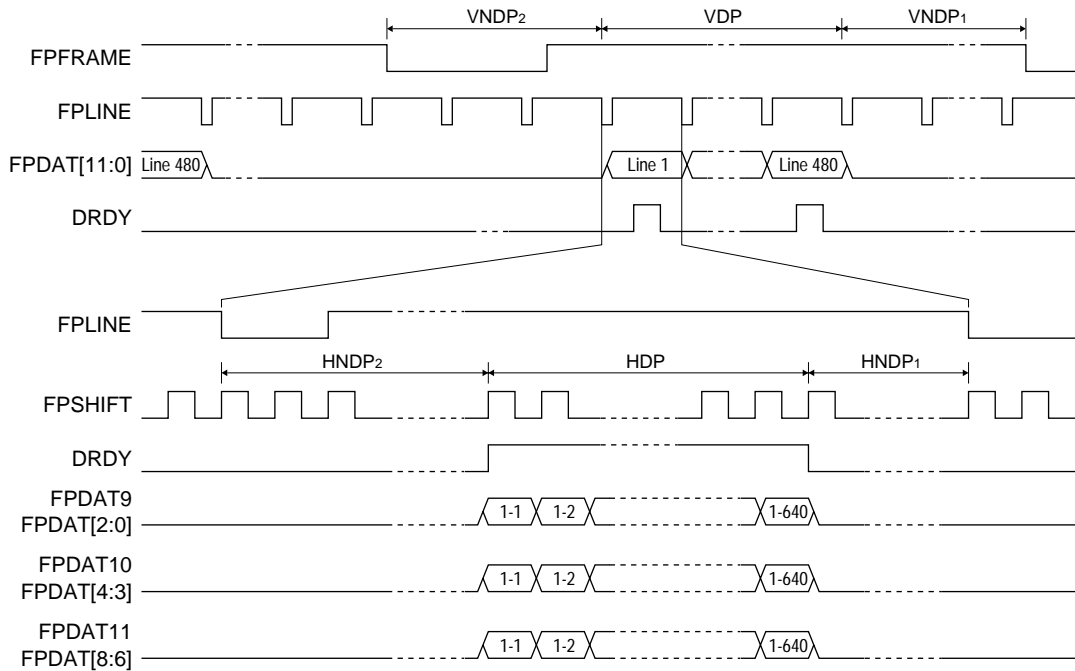 VNDP2 VDP VNDP1
FPFRAME
FPLINE
FPDAT[11:0] Line 480 Line 1 Line 480
DRDY
FPLINE
HNDP2 HDP HNDP1
FPSHIFT
DRDY
FPDAT9
FPDAT[2:0] 1-1 1-2 1-640
FPDAT10
FPDAT[4:3] 1-1 1-2 1-640
FPDAT11
FPDAT[8:6] 1-1 1-2 1-640